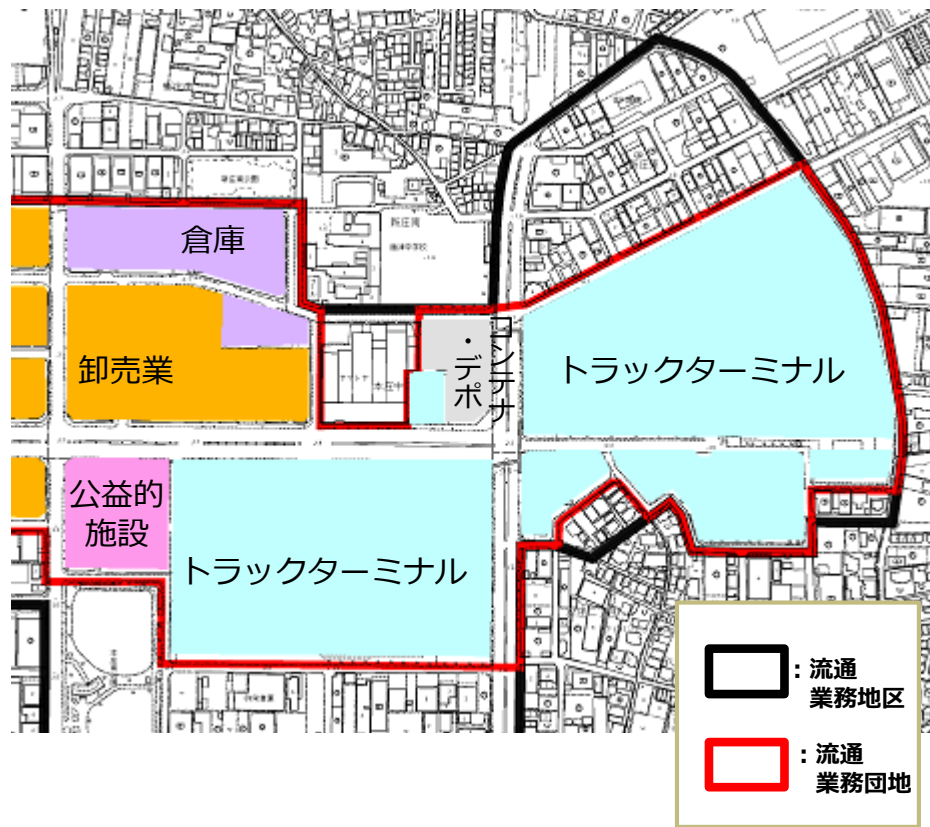 倉庫
卸売業
コンテナ
・デポ
トラックターミナル
公益的
施設
トラックターミナル
：流通
業務地区
：流通
業務団地